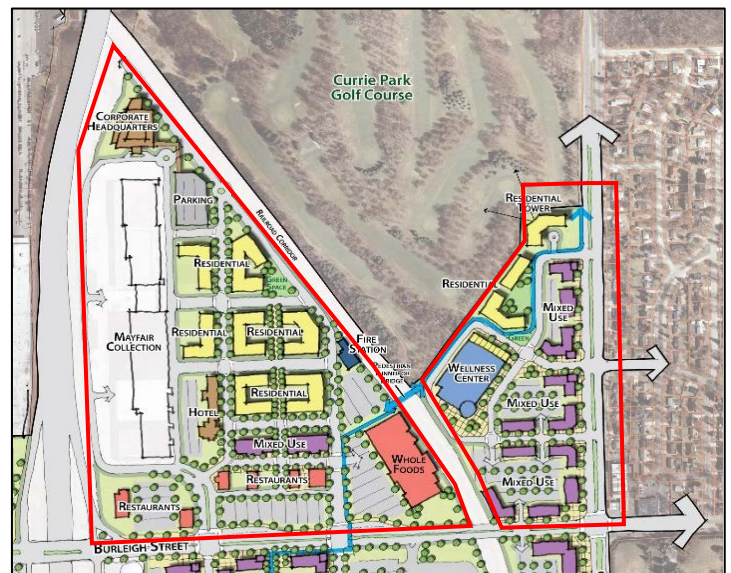 Currie Park
Golf Course
Corporate
Headquarters
Parking
Railroad Corridor
Residential
Tower
Residential
Green
Space
Residential
Mixed
Use
Mayfair
Collection
Residential
Residential
Fire
Station
Pedestrian
Tunnel or
Bridge
Green
Wellness
Center
Residential
Hotel
Mixed Use
Mixed Use
Whole
Foods
Restaurants
Mixed Use
Restaurants
Burleigh Street